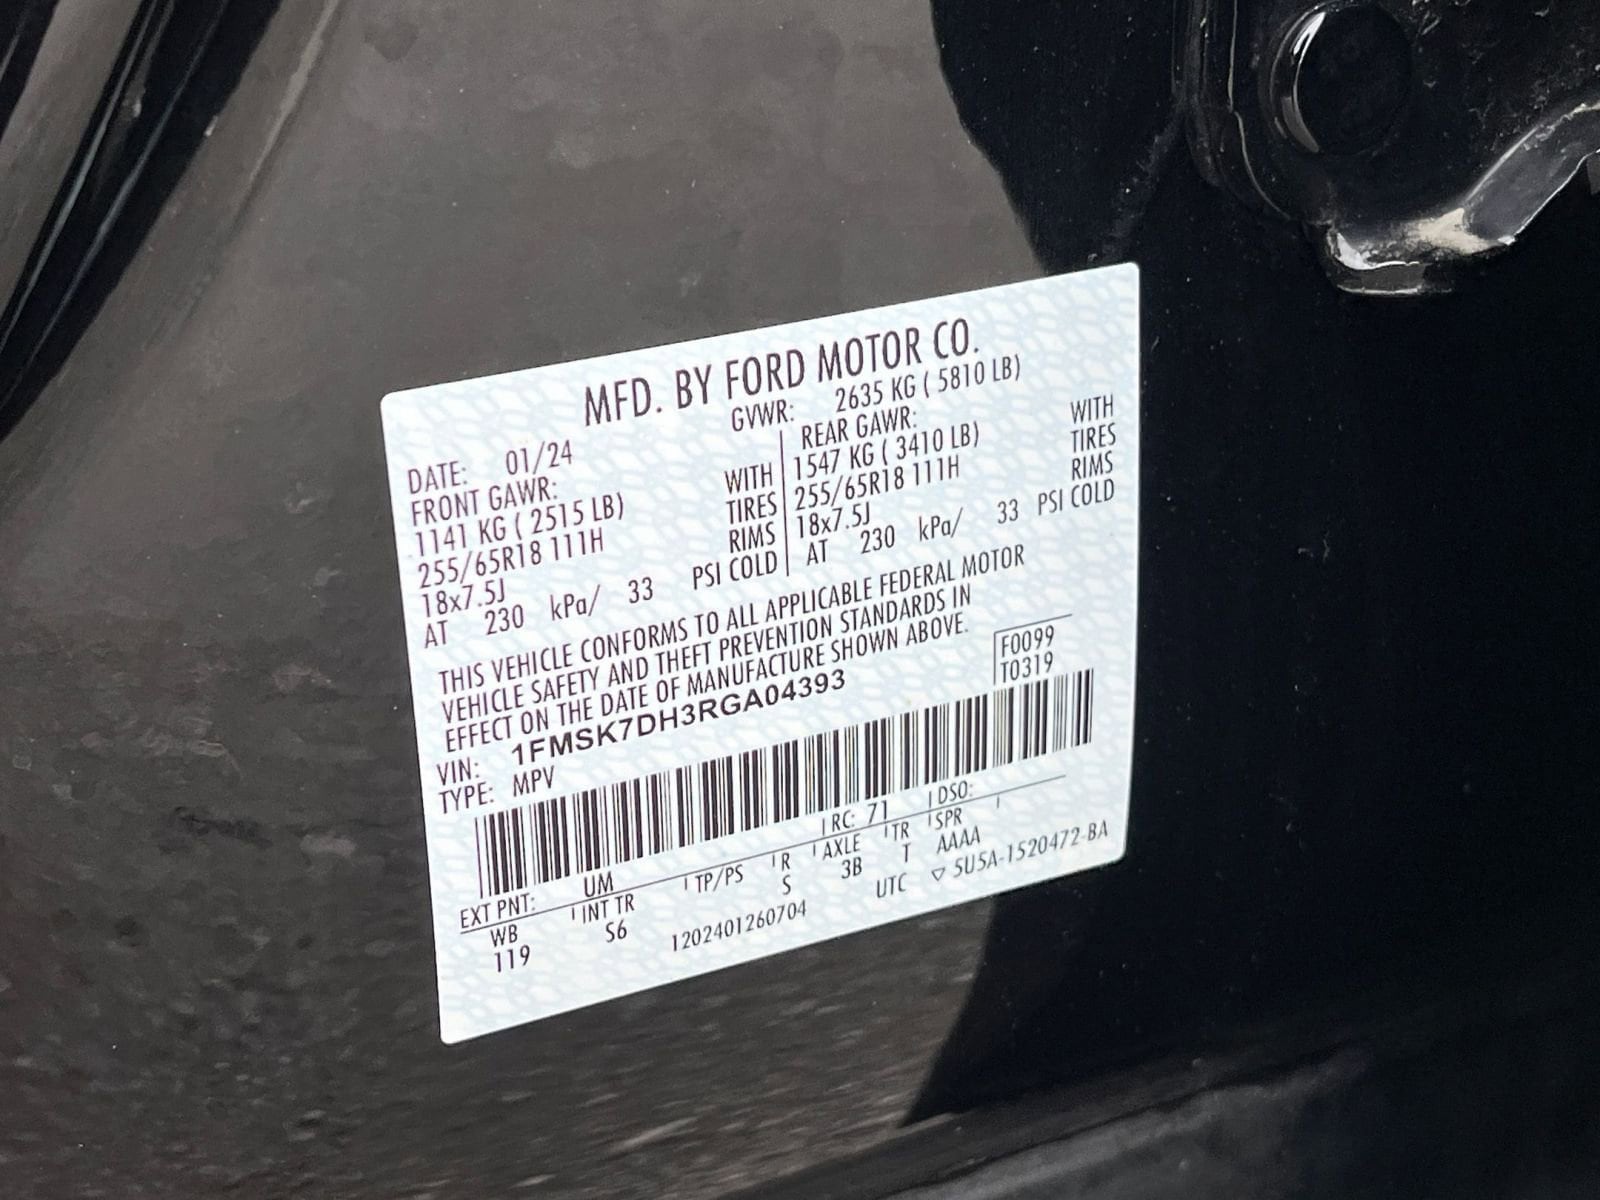 MFD. BY FORD MOTOR CO.
DATE: 01/24 GVWR: 2635 KG ( 5810 LB)
FRONT GAWR: REAR GAWR:
1141 KG ( 2515 LB) WITH 1547 KG ( 3410 LB) WITH
255/65R18 111H TIRES 255/65R18 111H TIRES
18x7.5J RIMS 18x7.5J RIMS
AT 230 kPa/ 33 PSI COLD AT 230 kPa/ 33 PSI COLD
THIS VEHICLE CONFORMS TO ALL APPLICABLE FEDERAL MOTOR
VEHICLE SAFETY AND THEFT PREVENTION STANDARDS IN
EFFECT ON THE DATE OF MANUFACTURE SHOWN ABOVE.
F0099
VIN: 1FMSK7DH3RGA04393 T0319
TYPE: MPV
EXT PNT: UM RC: 71 DSO:
WB INT TR TP/PS R AXLE TR SPR
119 S6 S 3B T AAAA
1202401260704 UTC ▽ 5U5A-1520472-BA